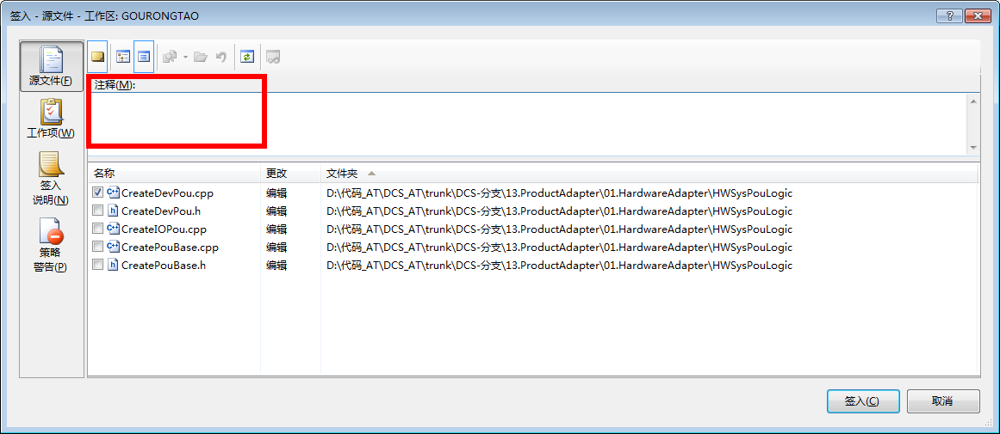 签入 - 源文件 - 工作区: GOURONGTAO
源文件(F)
工作项(W)
签入
说明(N)
策略
警告(P)
注释(M):
名称 更改 文件夹
CreateDevPou.cpp 编辑 D:\代码_AT\DCS_AT\trunk\DCS-分支\13.ProductAdapter\01.HardwareAdapter\HWSysPouLogic
CreateDevPou.h 编辑 D:\代码_AT\DCS_AT\trunk\DCS-分支\13.ProductAdapter\01.HardwareAdapter\HWSysPouLogic
CreateIOPou.cpp 编辑 D:\代码_AT\DCS_AT\trunk\DCS-分支\13.ProductAdapter\01.HardwareAdapter\HWSysPouLogic
CreatePouBase.cpp 编辑 D:\代码_AT\DCS_AT\trunk\DCS-分支\13.ProductAdapter\01.HardwareAdapter\HWSysPouLogic
CreatePouBase.h 编辑 D:\代码_AT\DCS_AT\trunk\DCS-分支\13.ProductAdapter\01.HardwareAdapter\HWSysPouLogic
签入(C) 取消